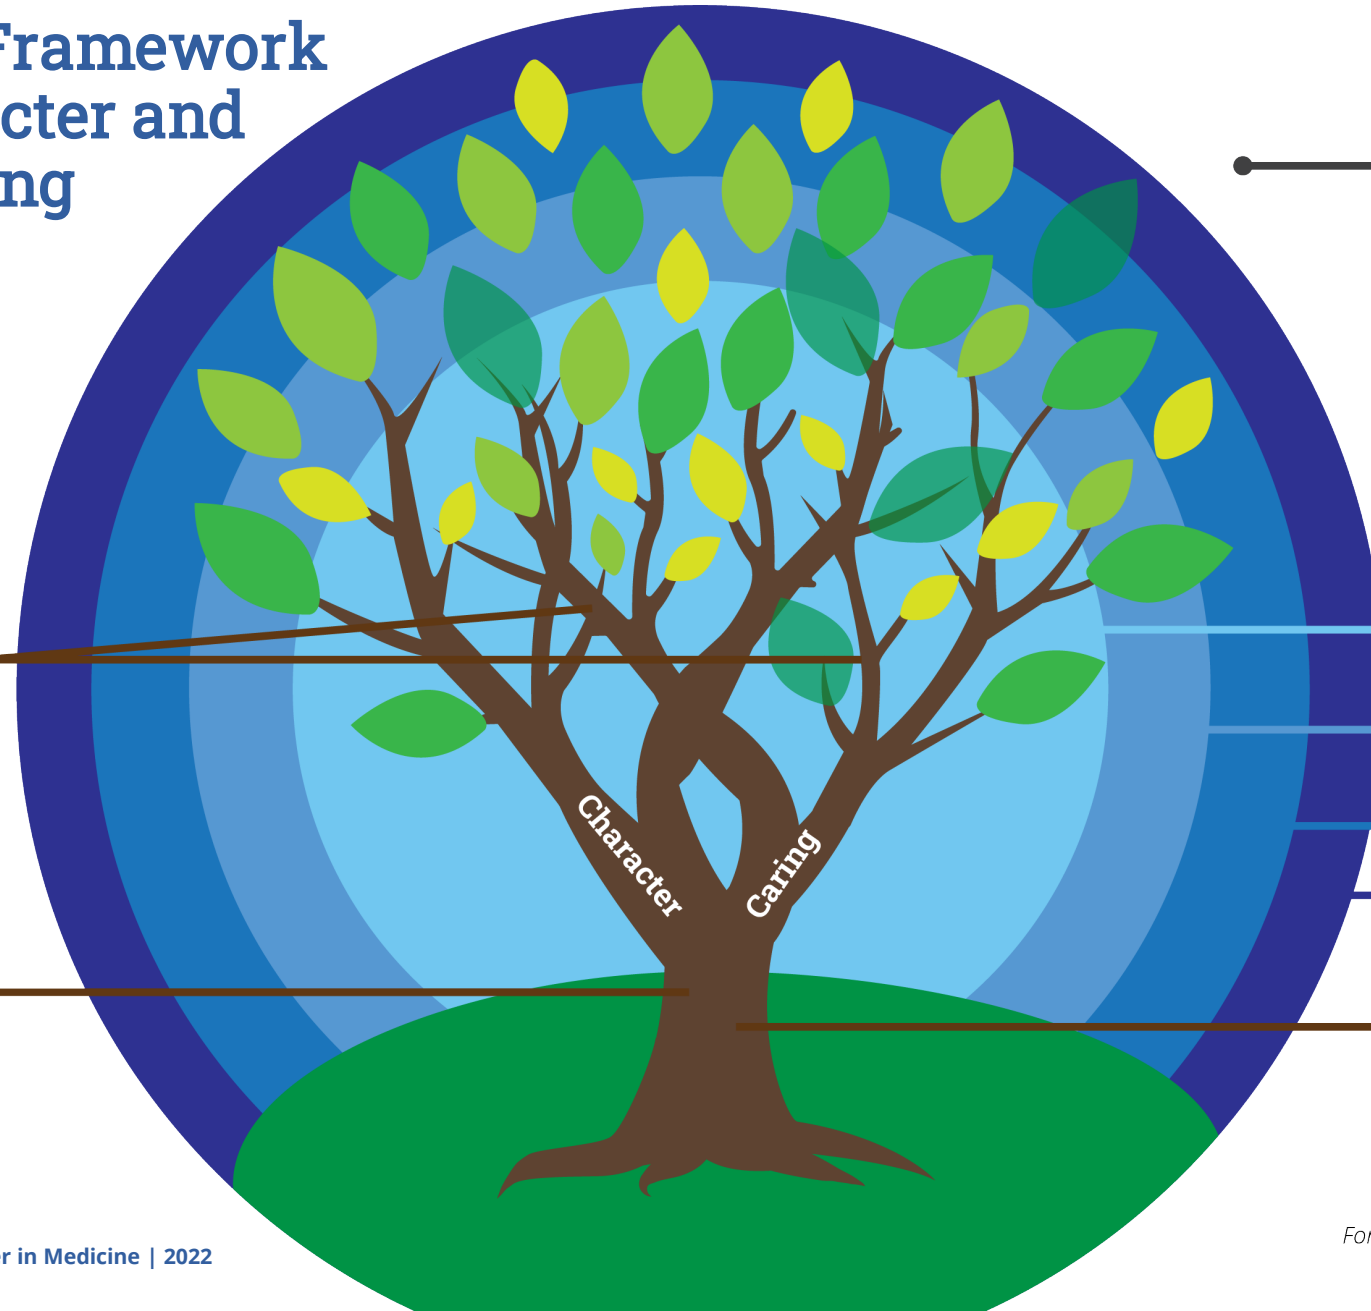 Framework
cter and
ng
Character
Caring
r in Medicine | 2022
For